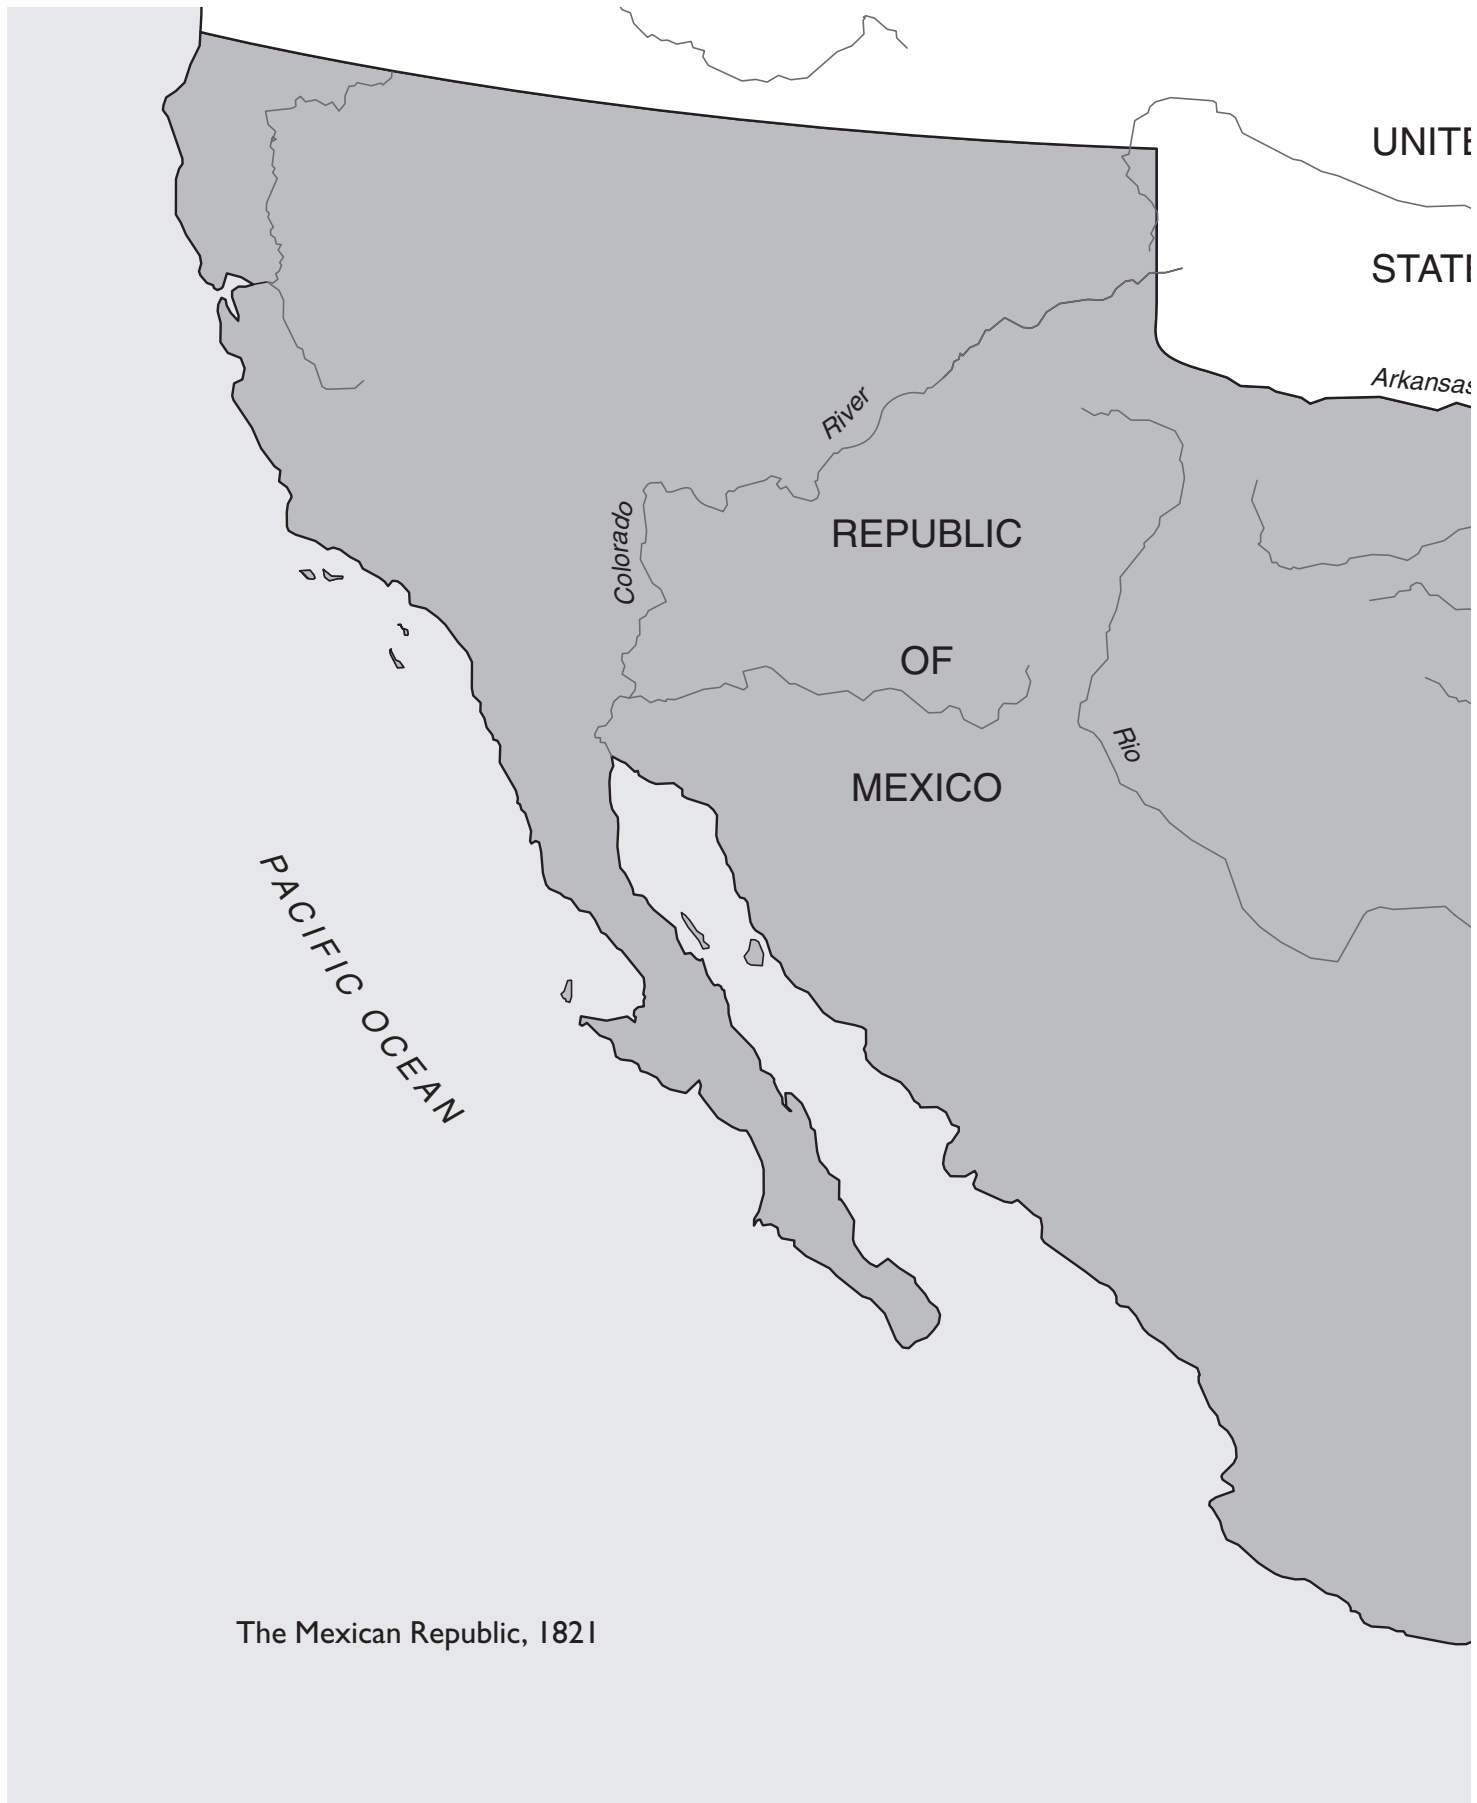 UNITE
STATE
Arkansas
River
Colorado
REPUBLIC
OF
MEXICO
Rio
PACIFIC OCEAN
The Mexican Republic, 1821